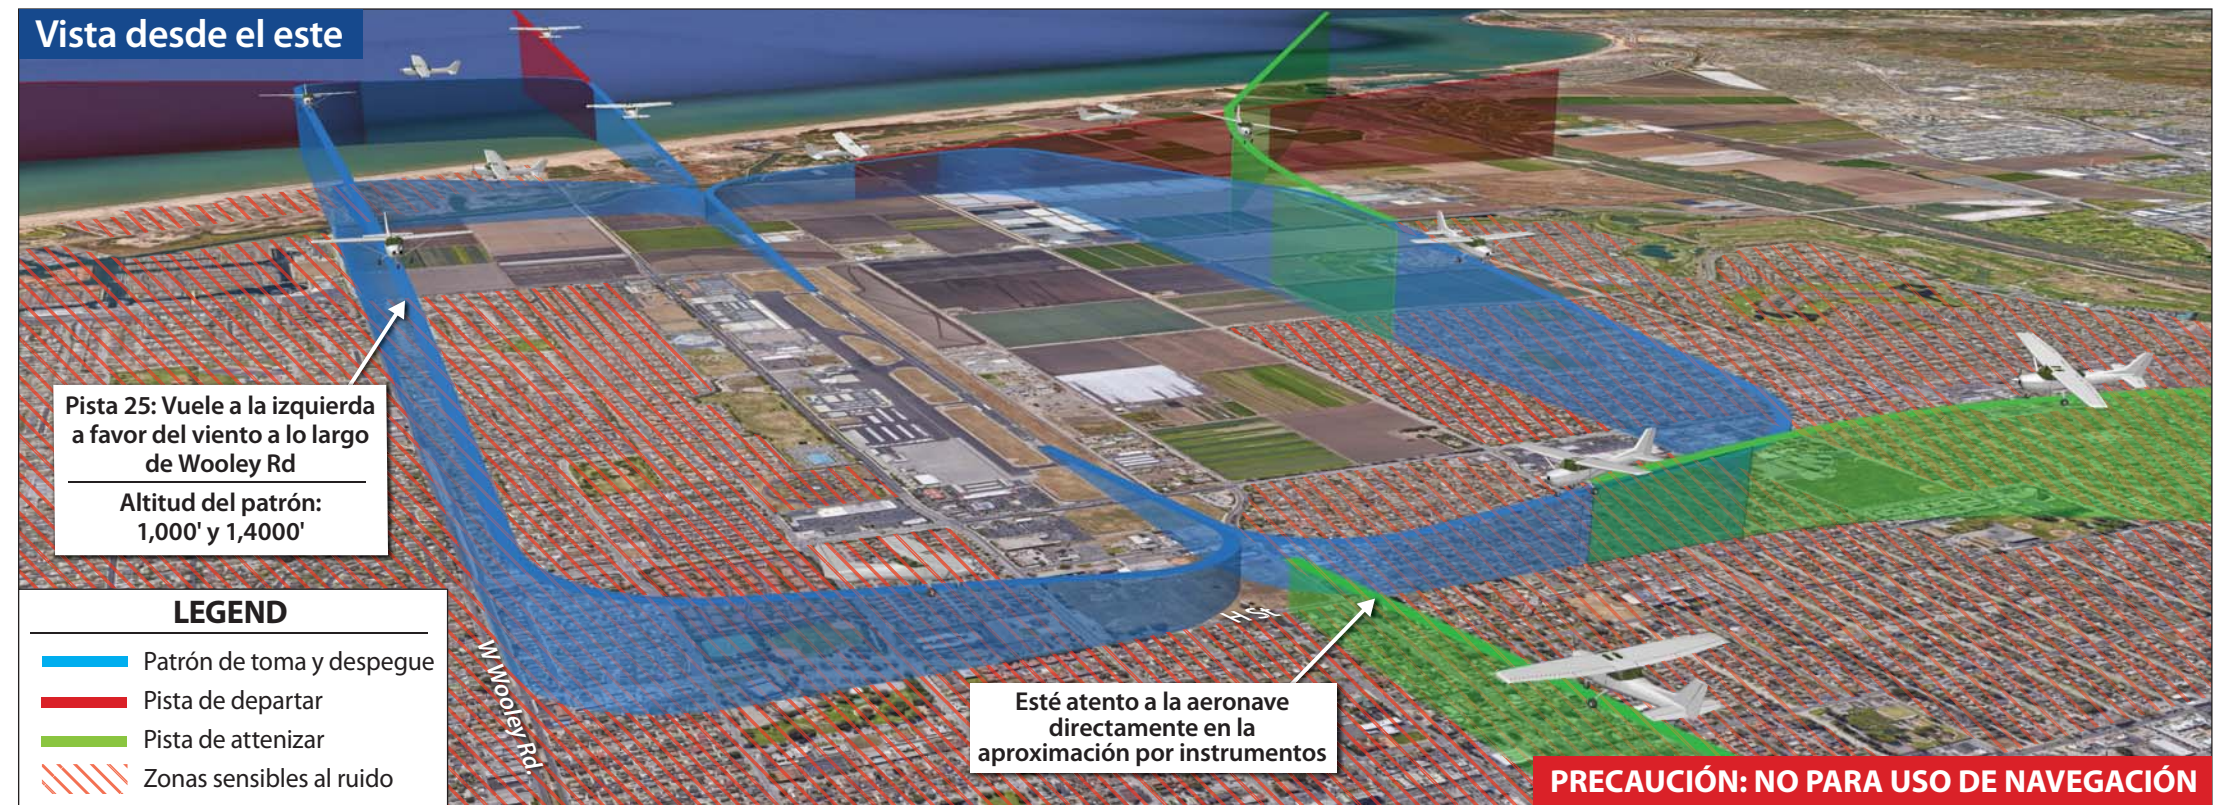 Vista desde el este
Pista 25: Vuele a la izquierda
a favor del viento a lo largo
de Wooley Rd
Altitud del patrón:
1,000' y 1,4000'
LEGEND
Patrón de toma y despegue
Pista de departar
Pista de attenizar
Zonas sensibles al ruido
W Wooley Rd.
H St
Esté atento a la aeronave
directamente en la
aproximación por instrumentos
PRECAUCIÓN: NO PARA USO DE NAVEGACIÓN